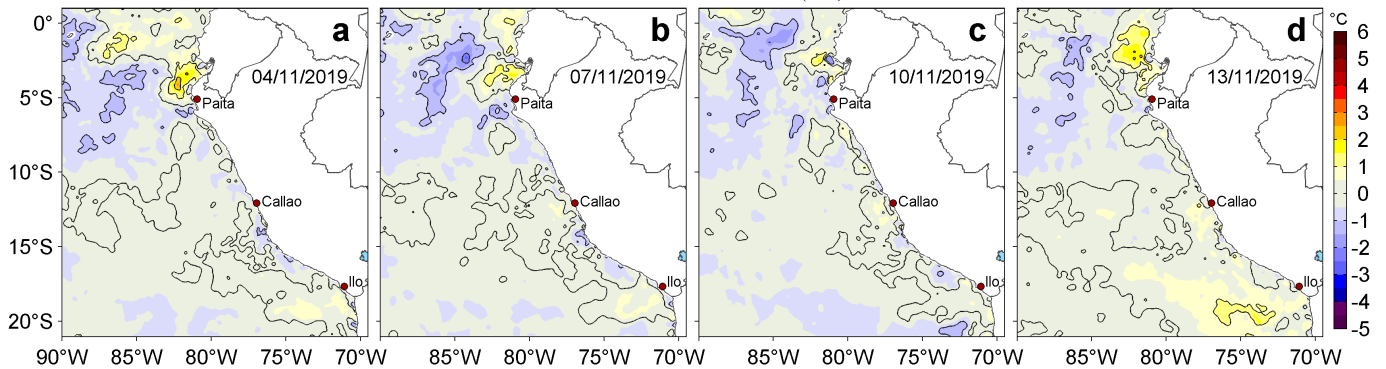 a b c d °C
0° 04/11/2019 07/11/2019 10/11/2019 13/11/2019 6
5
4
5°S Paita Paita Paita Paita 3
2
1
10°S 0
Callao Callao Callao Callao -1
15°S -2
-3
Ilo Ilo Ilo Ilo -4
20°S -5
90°W 85°W 80°W 75°W 70°W 85°W 80°W 75°W 70°W 85°W 80°W 75°W 70°W 85°W 80°W 75°W 70°W